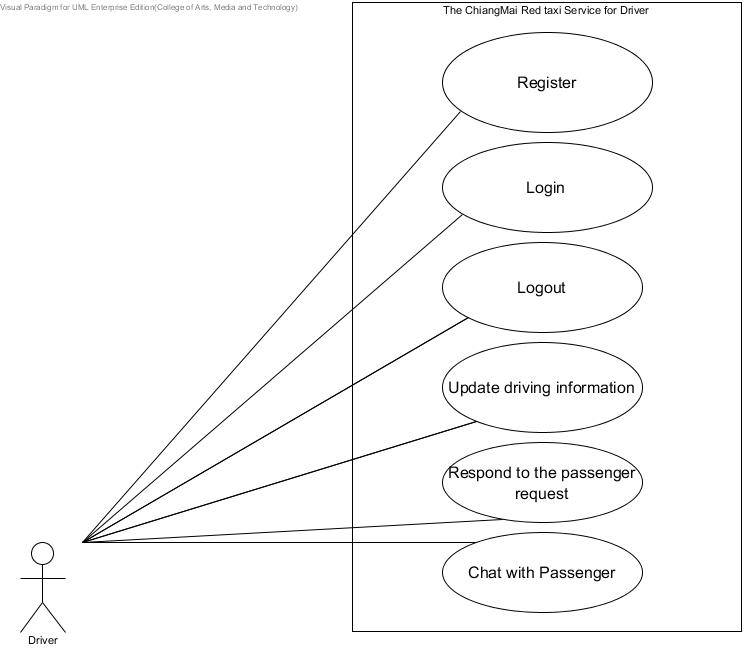 Visual Paradigm for UML Enterprise Edition(College of Arts, Media and Technology)
The ChiangMai Red taxi Service for Driver
Register
Login
Logout
Update driving information
Respond to the passenger
request
Chat with Passenger
Driver